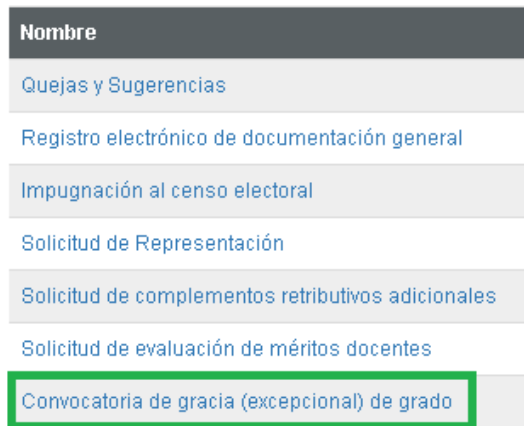 Nombre
Quejas y Sugerencias
Registro electrónico de documentación general
Impugnación al censo electoral
Solicitud de Representación
Solicitud de complementos retributivos adicionales
Solicitud de evaluación de méritos docentes
Convocatoria de gracia (excepcional) de grado